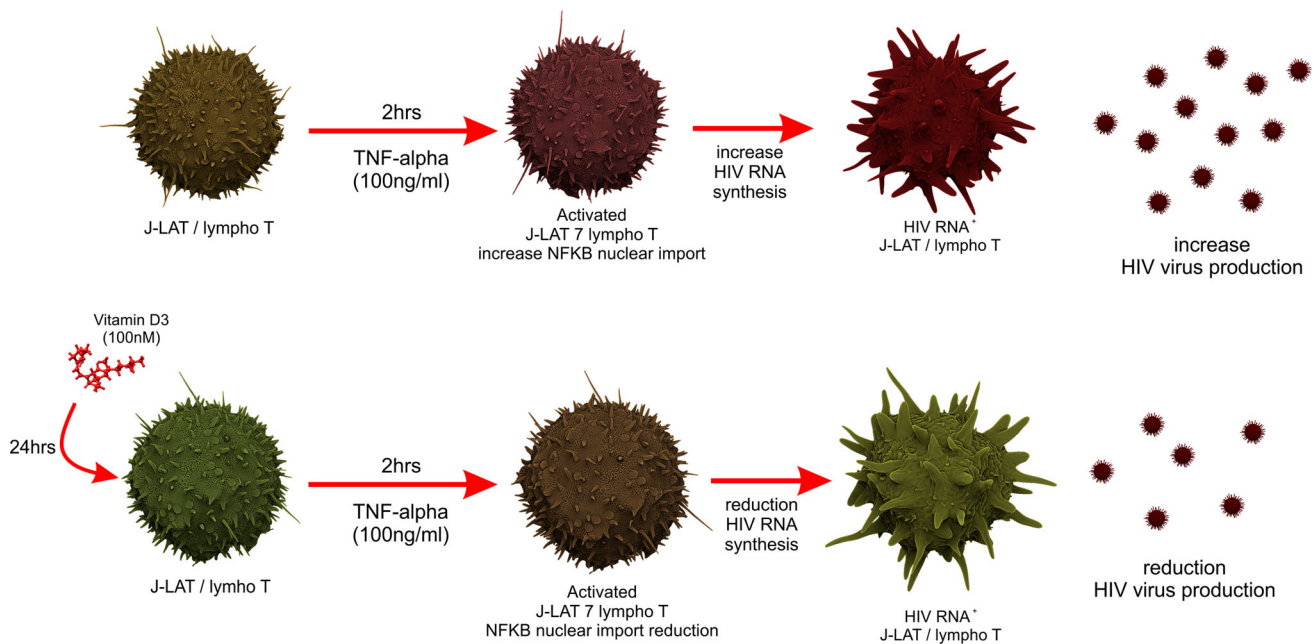 2hrs
TNF-alpha
(100ng/ml)
J-LAT / lympho T
Activated
J-LAT 7 lympho T
increase NFKB nuclear import
increase
HIV RNA
synthesis
HIV RNA⁺
J-LAT / lympho T
increase
HIV virus production
Vitamin D3
(100nM)
24hrs
2hrs
TNF-alpha
(100ng/ml)
J-LAT / lymho T
Activated
J-LAT 7 lympho T
NFKB nuclear import reduction
reduction
HIV RNA
synthesis
HIV RNA⁺
J-LAT / lympho T
reduction
HIV virus production